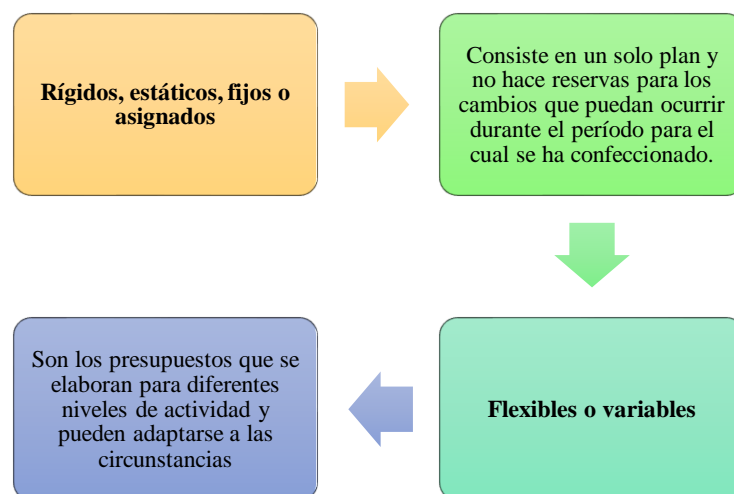 Rígidos, estáticos, fijos o
asignados
Consiste en un solo plan y
no hace reservas para los
cambios que puedan ocurrir
durante el período para el
cual se ha confeccionado.
Flexibles o variables
Son los presupuestos que se
elaboran para diferentes
niveles de actividad y
pueden adaptarse a las
circunstancias